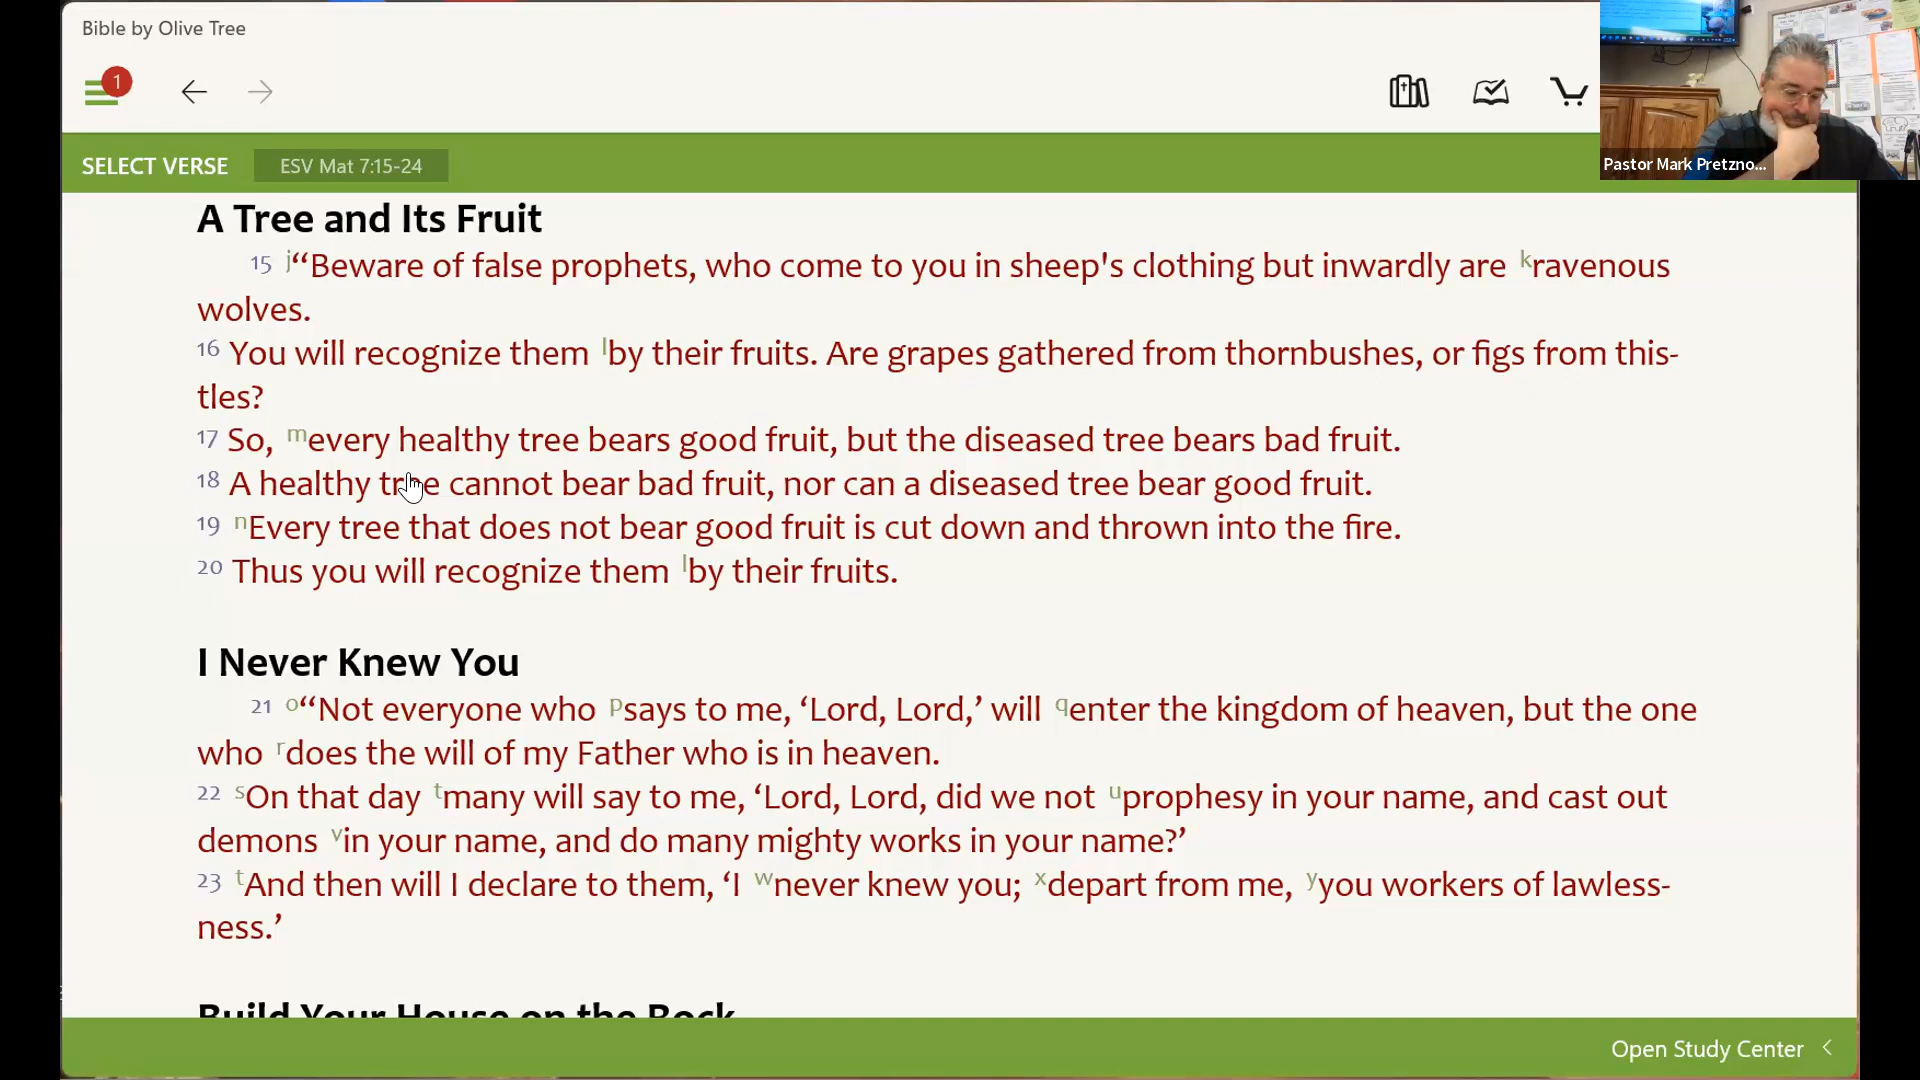 Bible by Olive Tree
1
SELECT VERSE
ESV Mat 7:15-24
Pastor Mark Pretzno...
A Tree and Its Fruit
15 j“Beware of false prophets, who come to you in sheep's clothing but inwardly are kravenous
wolves.
16 You will recognize them lby their fruits. Are grapes gathered from thornbushes, or figs from this-
tles?
17 So, mevery healthy tree bears good fruit, but the diseased tree bears bad fruit.
18 A healthy tree cannot bear bad fruit, nor can a diseased tree bear good fruit.
19 nEvery tree that does not bear good fruit is cut down and thrown into the fire.
20 Thus you will recognize them lby their fruits.
I Never Knew You
21 o“Not everyone who psays to me, ‘Lord, Lord,’ will qenter the kingdom of heaven, but the one
who rdoes the will of my Father who is in heaven.
22 sOn that day tmany will say to me, ‘Lord, Lord, did we not uprophesy in your name, and cast out
demons vin your name, and do many mighty works in your name?’
23 tAnd then will I declare to them, ‘I wnever knew you; xdepart from me, yyou workers of lawless-
ness.’
Build Your House on the Rock
Open Study Center